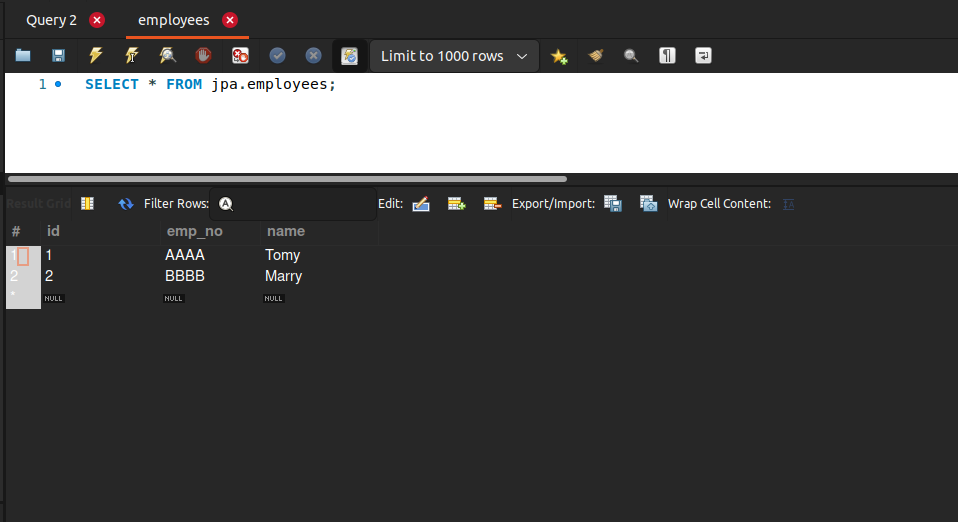 Query 2 employees
Limit to 1000 rows
1 SELECT * FROM jpa.employees;
Result Grid Filter Rows: Edit: Export/Import: Wrap Cell Content: IA
# id emp_no name
1 1 AAAA Tomy
2 2 BBBB Marry
* NULL NULL NULL